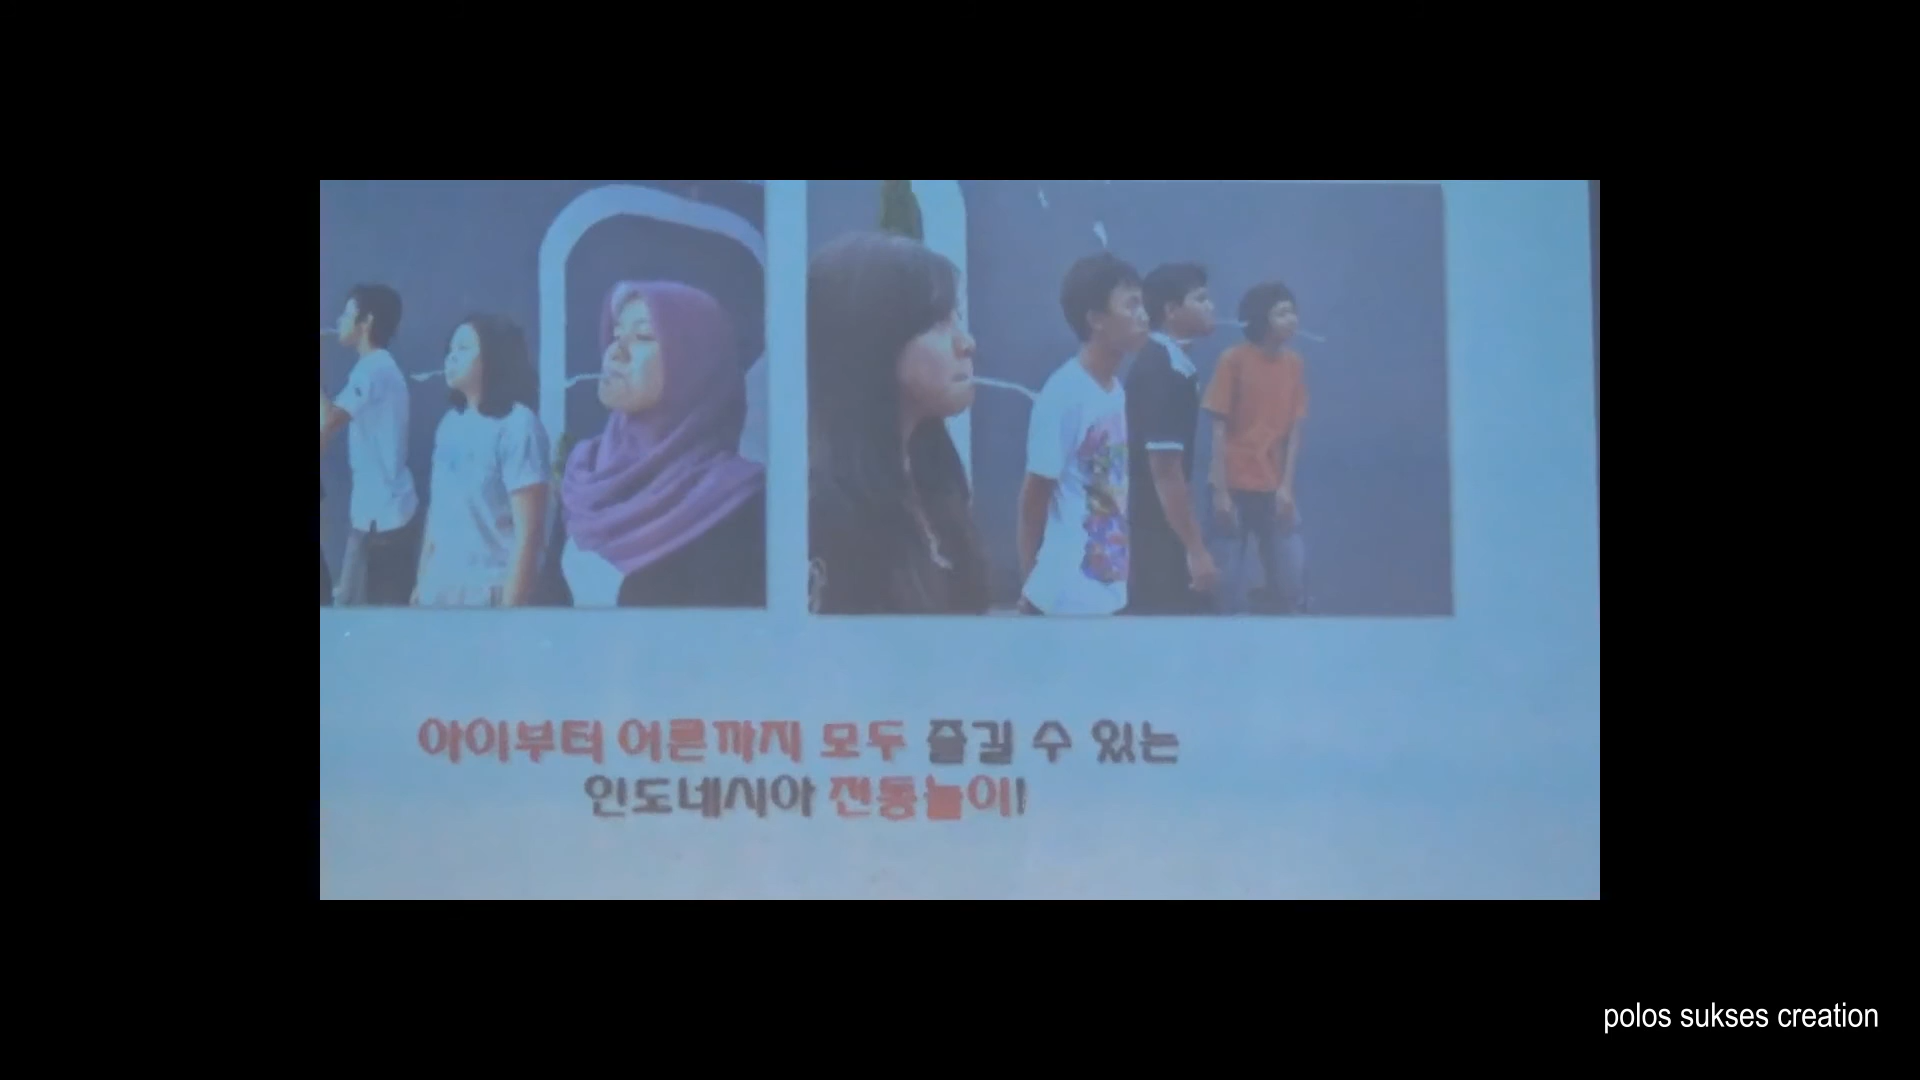 아이부터 어른까지 모두 즐길 수 있는
인도네시아 전통놀이!
polos sukses creation